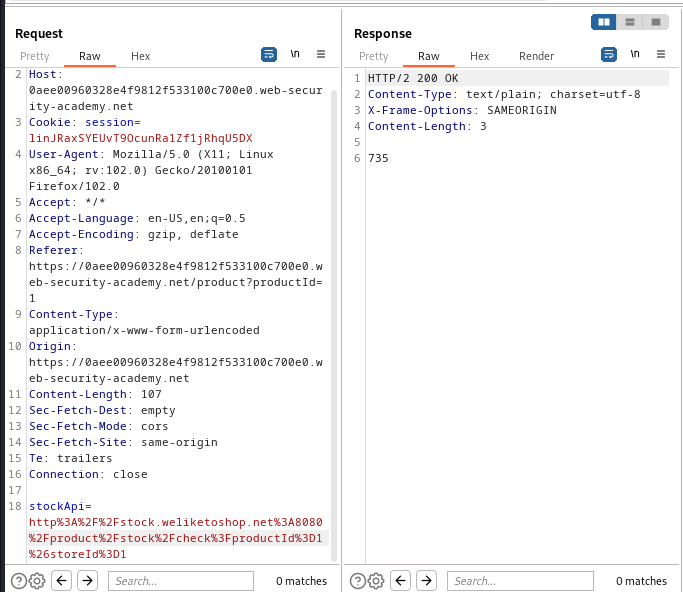 Request
Pretty Raw Hex \n
2 Host:
0aee00960328e4f9812f533100c700e0.web-secur
ity-academy.net
3 Cookie: session=
linJRaxSYEUvT9OcunRa1Zf1jRhqU5DX
4 User-Agent: Mozilla/5.0 (X11; Linux
x86_64; rv:102.0) Gecko/20100101
Firefox/102.0
5 Accept: */*
6 Accept-Language: en-US,en;q=0.5
7 Accept-Encoding: gzip, deflate
8 Referer:
https://0aee00960328e4f9812f533100c700e0.w
eb-security-academy.net/product?productId=
1
9 Content-Type:
application/x-www-form-urlencoded
10 Origin:
https://0aee00960328e4f9812f533100c700e0.w
eb-security-academy.net
11 Content-Length: 107
12 Sec-Fetch-Dest: empty
13 Sec-Fetch-Mode: cors
14 Sec-Fetch-Site: same-origin
15 Te: trailers
16 Connection: close
17
18 stockApi=
http%3A%2F%2Fstock.weliketoshop.net%3A8080
%2Fproduct%2Fstock%2Fcheck%3FproductId%3D1
%26storeId%3D1
Search... 0 matches
Response
Pretty Raw Hex Render \n
1 HTTP/2 200 OK
2 Content-Type: text/plain; charset=utf-8
3 X-Frame-Options: SAMEORIGIN
4 Content-Length: 3
5
6 735
Search... 0 matches